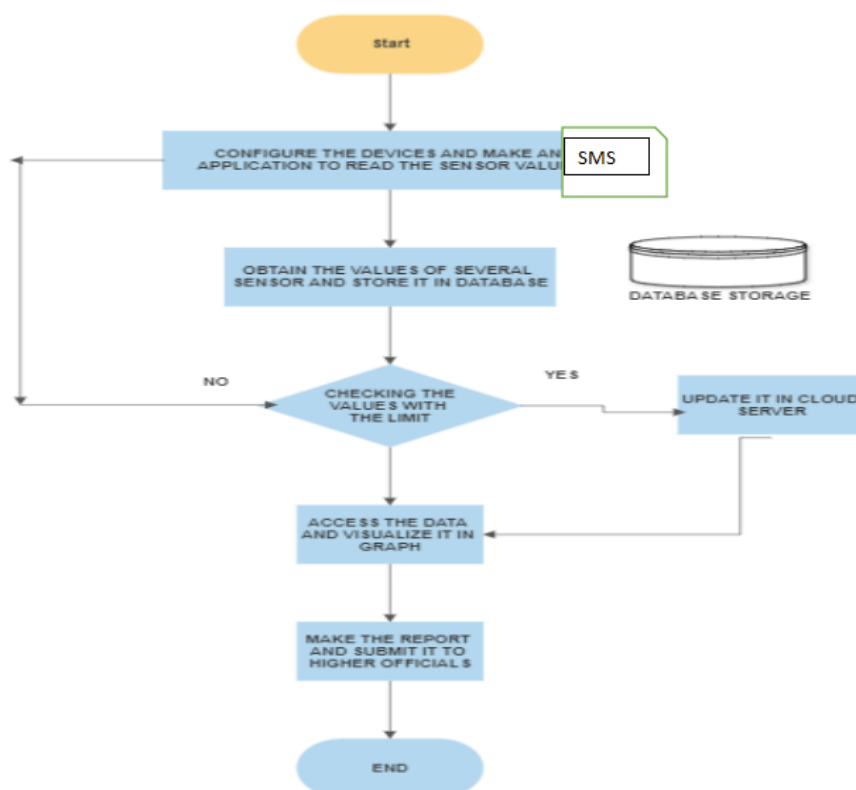 Start
CONFIGURE THE DEVICES AND MAKE AN
APPLICATION TO READ THE SENSOR VALU
SMS
OBTAIN THE VALUES OF SEVERAL
SENSOR AND STORE IT IN DATABASE
DATABASE STORAGE
NO
CHECKING THE
VALUES WITH
THE LIMIT
YES
UPDATE IT IN CLOUD
SERVER
ACCESS THE DATA
AND VISUALIZE IT IN
GRAPH
MAKE THE REPORT
AND SUBMIT IT TO
HIGHER OFFICIALS
END